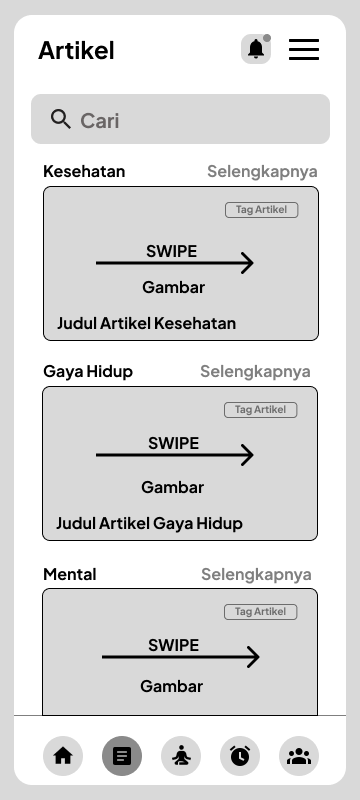 Artikel
Cari
Kesehatan Selengkapnya
Tag Artikel
SWIPE
Gambar
Judul Artikel Kesehatan
Gaya Hidup Selengkapnya
Tag Artikel
SWIPE
Gambar
Judul Artikel Gaya Hidup
Mental Selengkapnya
Tag Artikel
SWIPE
Gambar